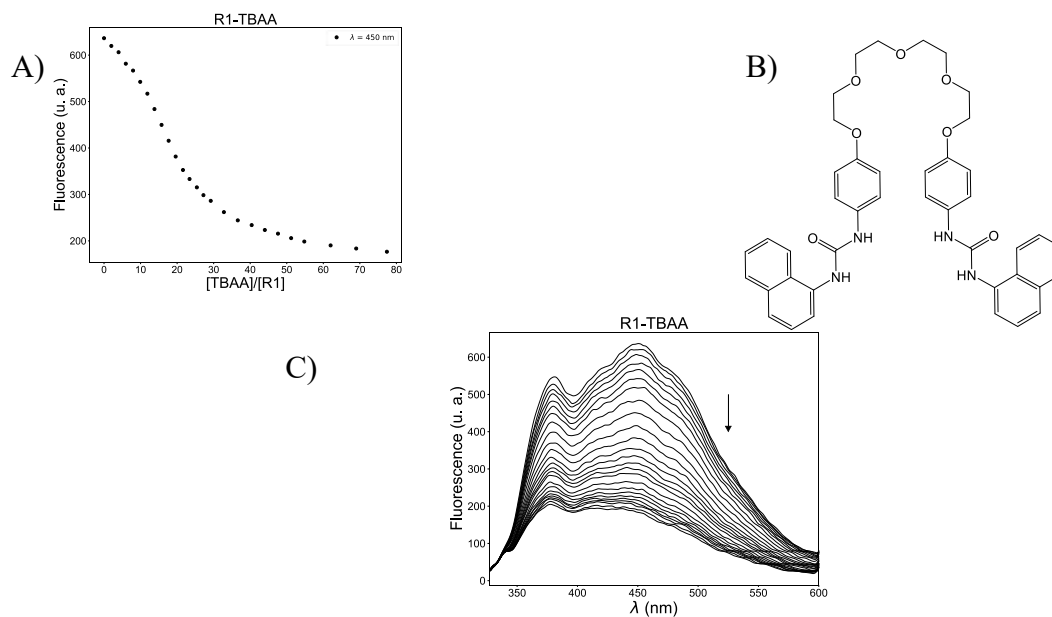 A)
R1-TBAA
λ = 450 nm
Fluorescence (u. a.)
600
500
400
300
200
0 10 20 30 40 50 60 70 80
[TBAA]/[R1]
B)
O
O O
O O
O NH HN O
NH HN
C)
R1-TBAA
Fluorescence (u. a.)
600
500
400
300
200
100
0
350 400 450 500 550 600
λ (nm)